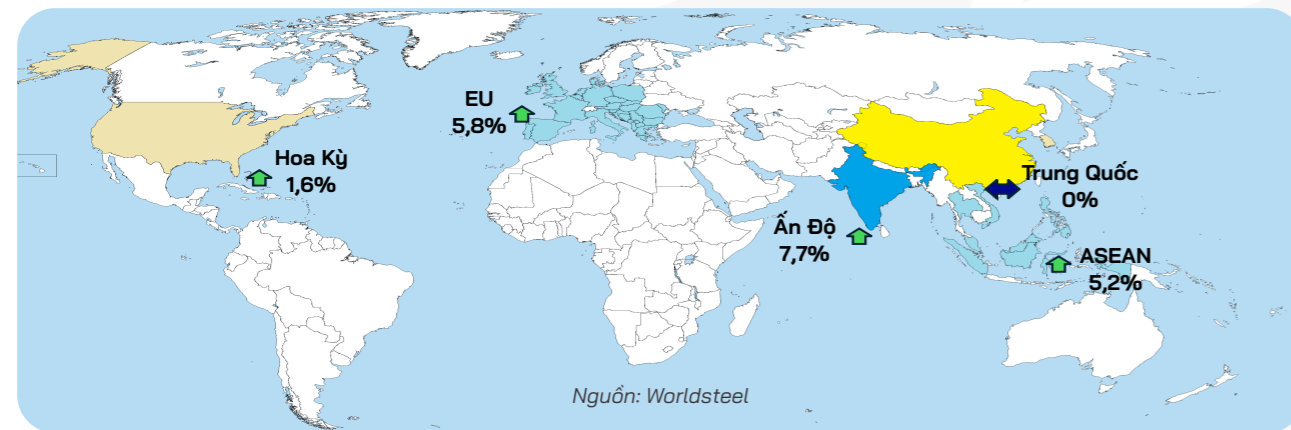 EU
5,8%
Hoa Kỳ
1,6%
Trung Quốc
0%
Ấn Độ
7,7%
ASEAN
5,2%
Nguồn: Worldsteel